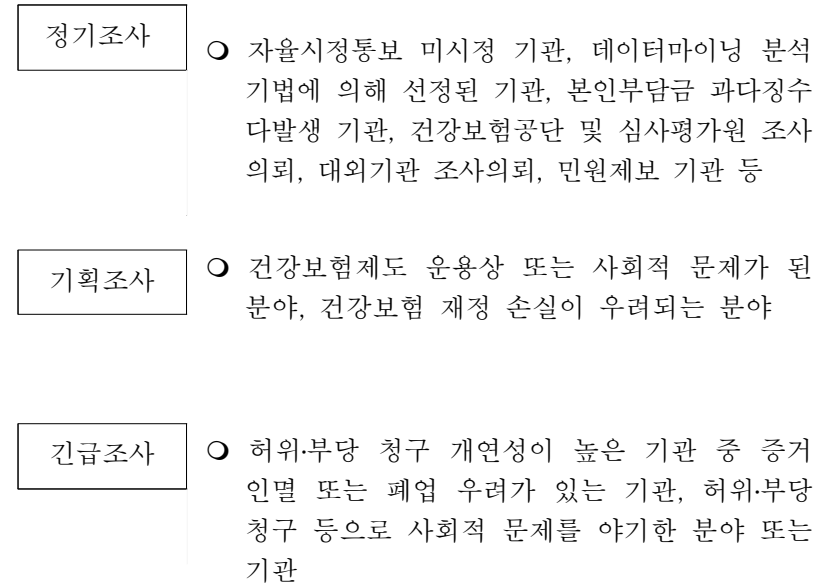 정기조사
❍ 자율시정통보 미시정 기관, 데이터마이닝 분석
기법에 의해 선정된 기관, 본인부담금 과다징수
다발생 기관, 건강보험공단 및 심사평가원 조사
의뢰, 대외기관 조사의뢰, 민원제보 기관 등
기획조사
❍ 건강보험제도 운용상 또는 사회적 문제가 된
분야, 건강보험 재정 손실이 우려되는 분야
긴급조사
❍ 허위·부당 청구 개연성이 높은 기관 중 증거
인멸 또는 폐업 우려가 있는 기관, 허위·부당
청구 등으로 사회적 문제를 야기한 분야 또는
기관